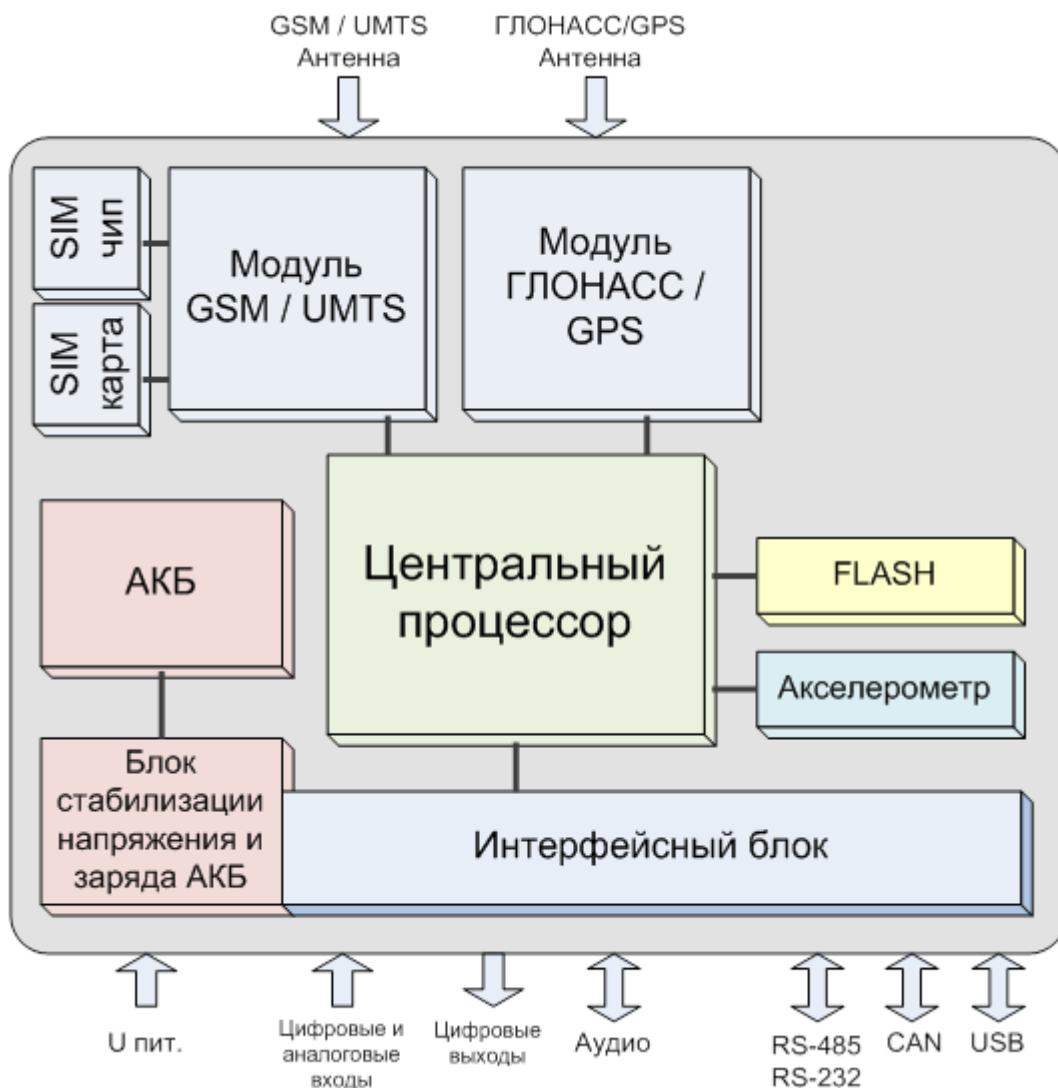 GSM / UMTS
Антенна
ГЛОНАСС/GPS
Антенна
SIM
чип
SIM
карта
Модуль
GSM / UMTS
Модуль
ГЛОНАСС /
GPS
Центральный
процессор
АКБ
FLASH
Акселерометр
Блок
стабилизации
напряжения и
заряда АКБ
Интерфейсный блок
U пит.
Цифровые и
аналоговые
входы
Цифровые
выходы
Аудио
RS-485
RS-232
CAN
USB